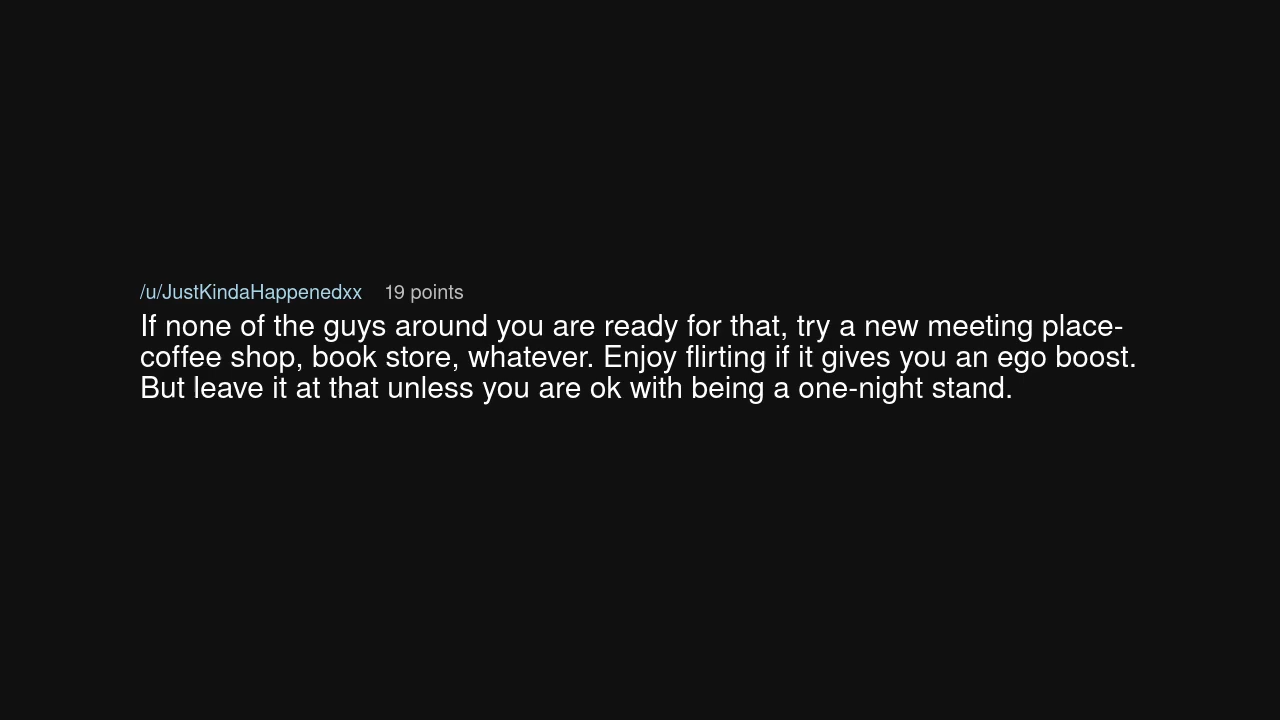 /u/JustKindaHappenedxx 19 points
If none of the guys around you are ready for that, try a new meeting place-
coffee shop, book store, whatever. Enjoy flirting if it gives you an ego boost.
But leave it at that unless you are ok with being a one-night stand.